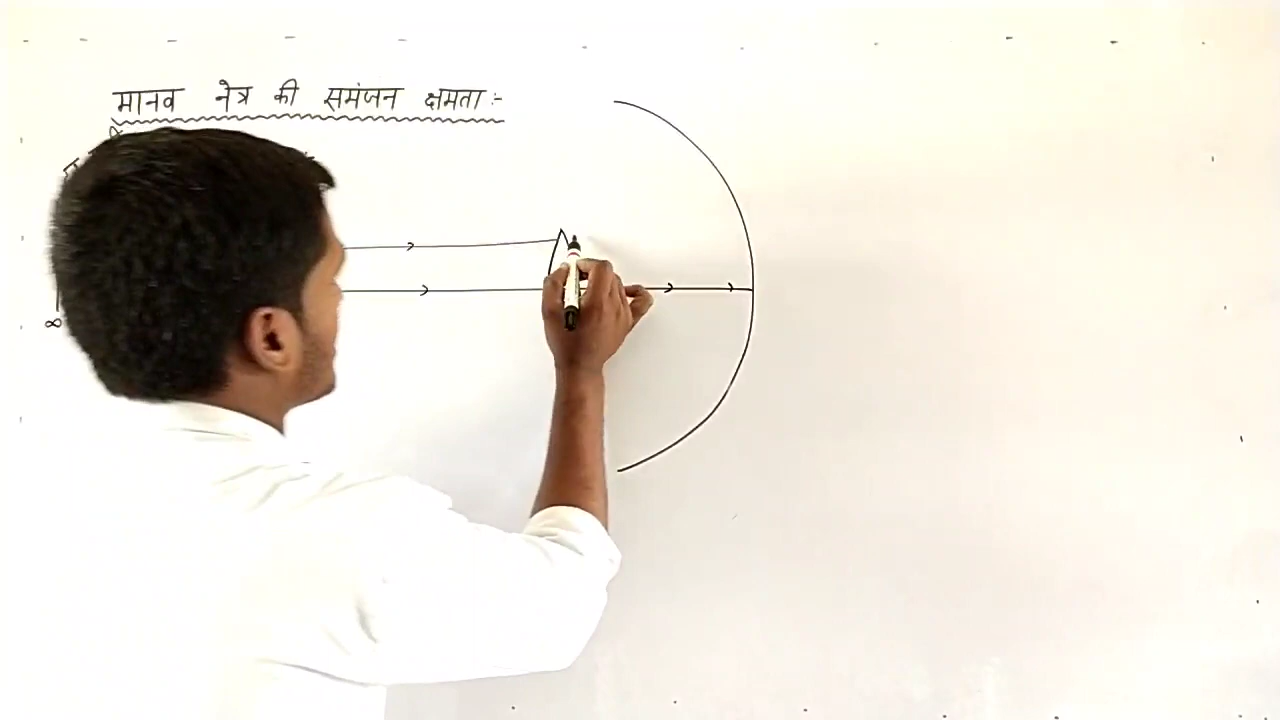 मानव नेत्र की समंजन क्षमता :-
∞